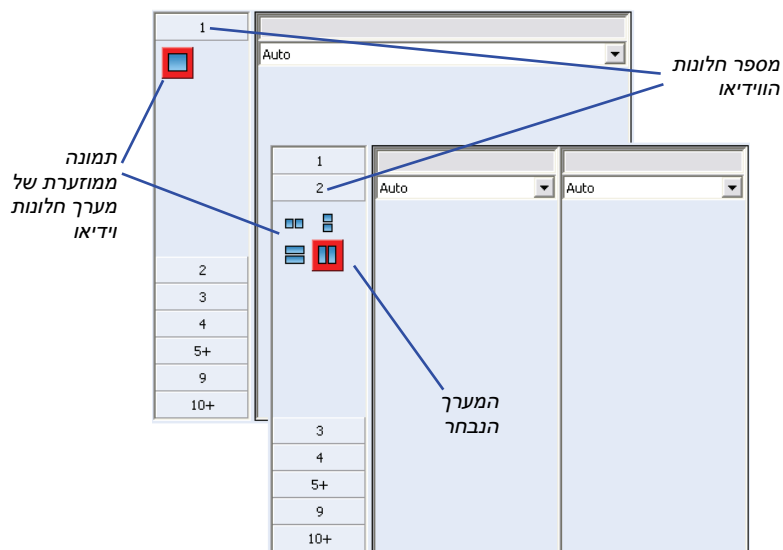 1
Auto
מספר חלונות
הווידיאו
תמונה
ממוזערת של
מערך חלונות
וידיאו
2
3
4
5+
9
10+
1
2
Auto
Auto
המערך
הנבחר
3
4
5+
9
10+